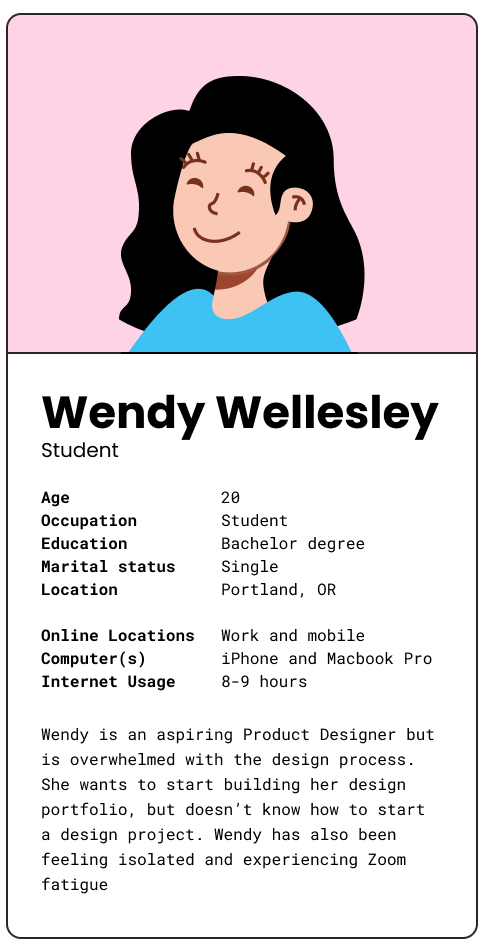 Wendy Wellesley
Student
Age 20
Occupation Student
Education Bachelor degree
Marital status Single
Location Portland, OR
Online Locations Work and mobile
Computer(s) iPhone and Macbook Pro
Internet Usage 8-9 hours
Wendy is an aspiring Product Designer but
is overwhelmed with the design process.
She wants to start building her design
portfolio, but doesn’t know how to start
a design project. Wendy has also been
feeling isolated and experiencing Zoom
fatigue